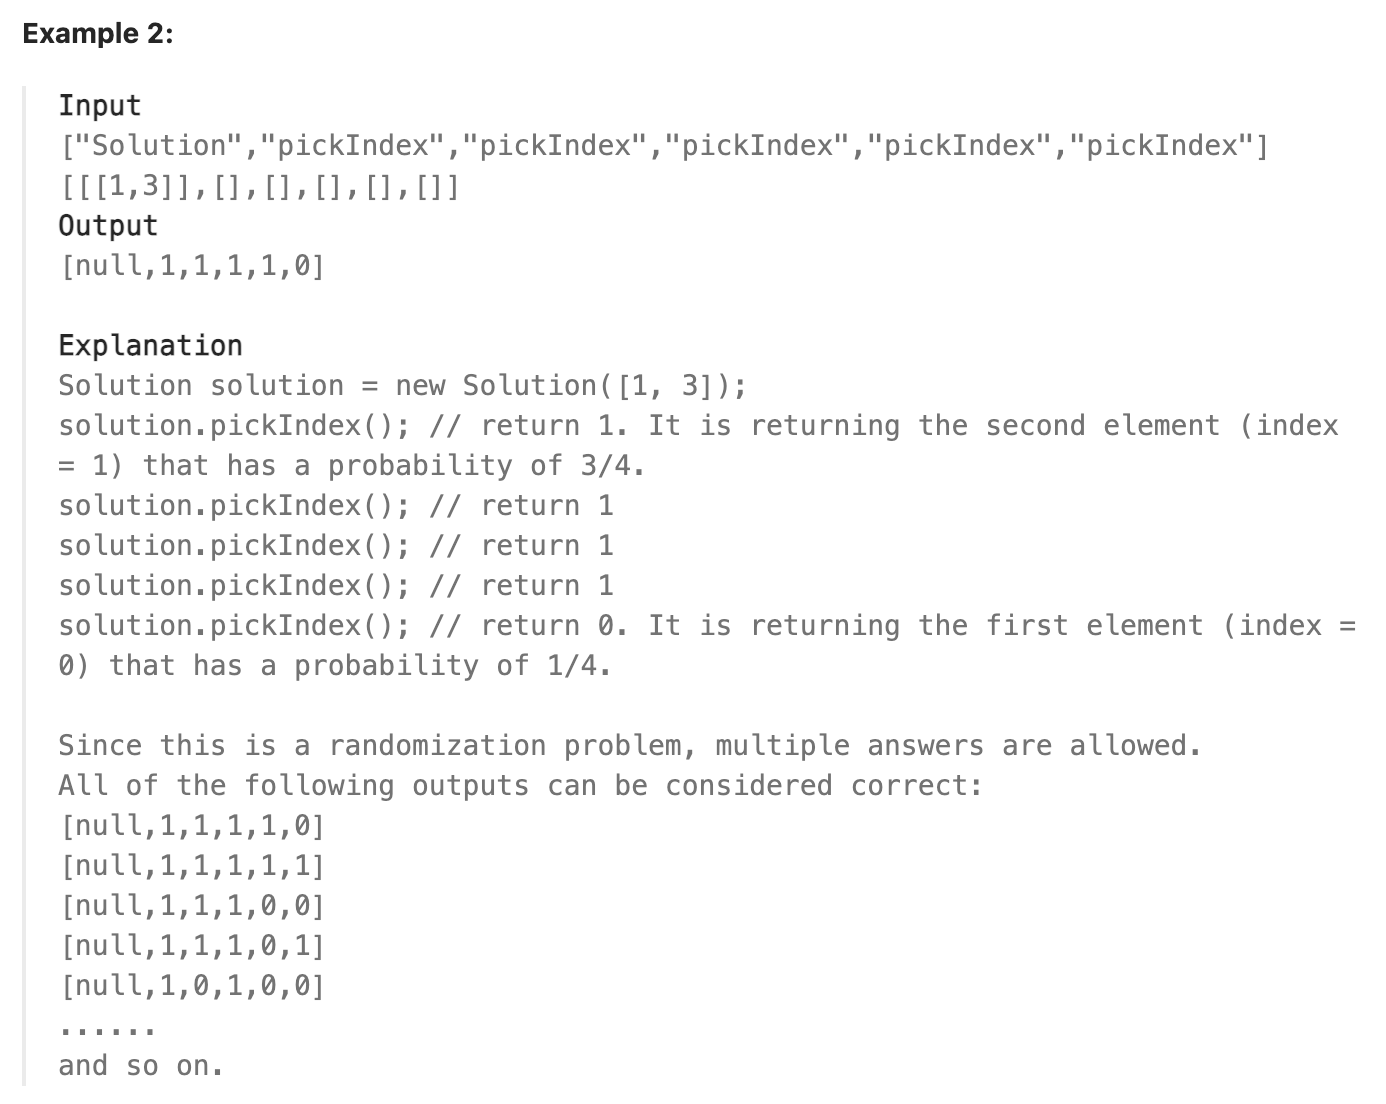 Example 2:
Input
["Solution","pickIndex","pickIndex","pickIndex","pickIndex","pickIndex"]
[[[1,3]],[],[],[],[],[]]
Output
[null,1,1,1,1,0]
Explanation
Solution solution = new Solution([1, 3]);
solution.pickIndex(); // return 1. It is returning the second element (index
= 1) that has a probability of 3/4.
solution.pickIndex(); // return 1
solution.pickIndex(); // return 1
solution.pickIndex(); // return 1
solution.pickIndex(); // return 0. It is returning the first element (index =
0) that has a probability of 1/4.
Since this is a randomization problem, multiple answers are allowed.
All of the following outputs can be considered correct:
[null,1,1,1,1,0]
[null,1,1,1,1,1]
[null,1,1,1,0,0]
[null,1,1,1,0,1]
[null,1,0,1,0,0]
......
and so on.